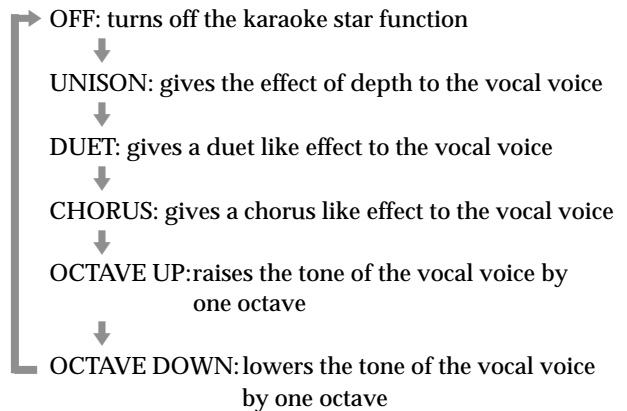 OFF: turns off the karaoke star function
UNISON: gives the effect of depth to the vocal voice
DUET: gives a duet like effect to the vocal voice
CHORUS: gives a chorus like effect to the vocal voice
OCTAVE UP: raises the tone of the vocal voice by
one octave
OCTAVE DOWN: lowers the tone of the vocal voice
by one octave